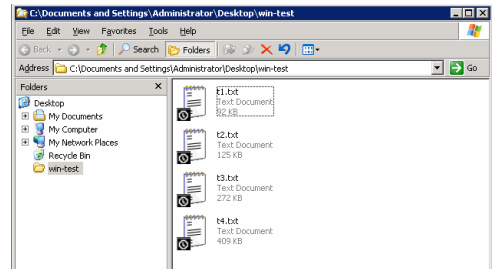 C:\Documents and Settings\Administrator\Desktop\win-test
File Edit View Favorites Tools Help
Back Search Folders
Address C:\Documents and Settings\Administrator\Desktop\win-test Go
Folders
Desktop
My Documents
My Computer
My Network Places
Recycle Bin
win-test
t1.txt
Text Document
92 KB
t2.txt
Text Document
125 KB
t3.txt
Text Document
272 KB
t4.txt
Text Document
409 KB